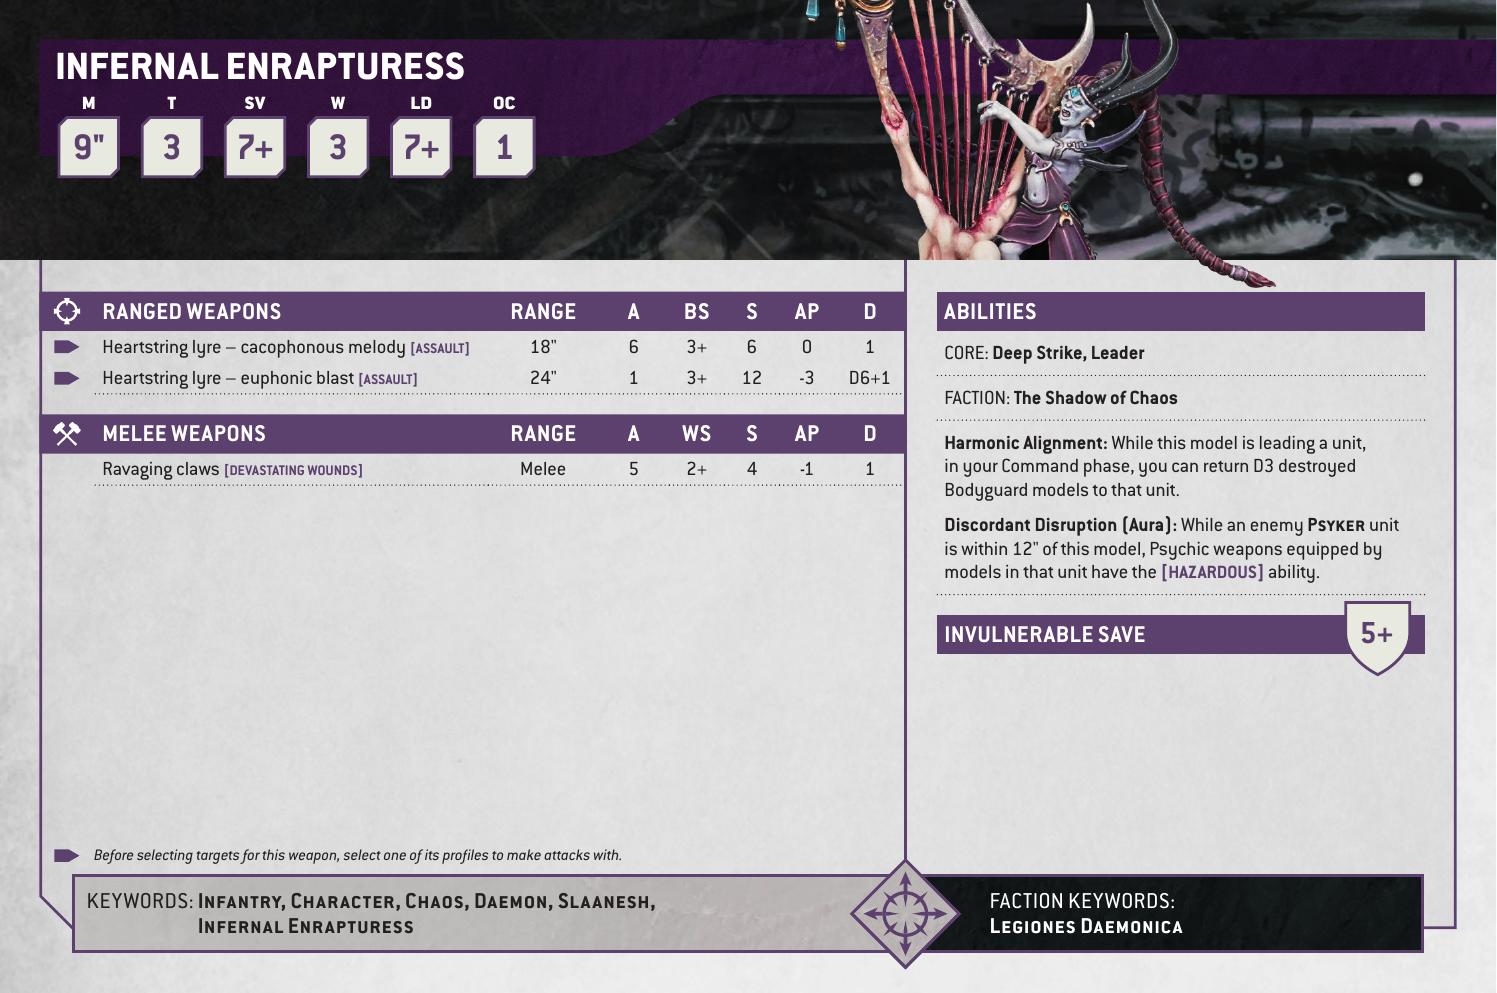 INFERNAL ENRAPTURESS
M T SV W LD OC
9" 3 7+ 3 7+ 1
RANGED WEAPONS RANGE A BS S AP D
Heartstring lyre – cacophonous melody [ASSAULT] 18" 6 3+ 6 0 1
Heartstring lyre – euphonic blast [ASSAULT] 24" 1 3+ 12 -3 D6+1
MELEE WEAPONS RANGE A WS S AP D
Ravaging claws [DEVASTATING WOUNDS] Melee 5 2+ 4 -1 1
Before selecting targets for this weapon, select one of its profiles to make attacks with.
ABILITIES
CORE: Deep Strike, Leader
FACTION: The Shadow of Chaos
Harmonic Alignment: While this model is leading a unit,
in your Command phase, you can return D3 destroyed
Bodyguard models to that unit.
Discordant Disruption (Aura): While an enemy PSYKER unit
is within 12" of this model, Psychic weapons equipped by
models in that unit have the [HAZARDOUS] ability.
INVULNERABLE SAVE 5+
KEYWORDS: INFANTRY, CHARACTER, CHAOS, DAEMON, SLAANESH,
INFERNAL ENRAPTURESS
FACTION KEYWORDS:
LEGIONES DAEMONICA